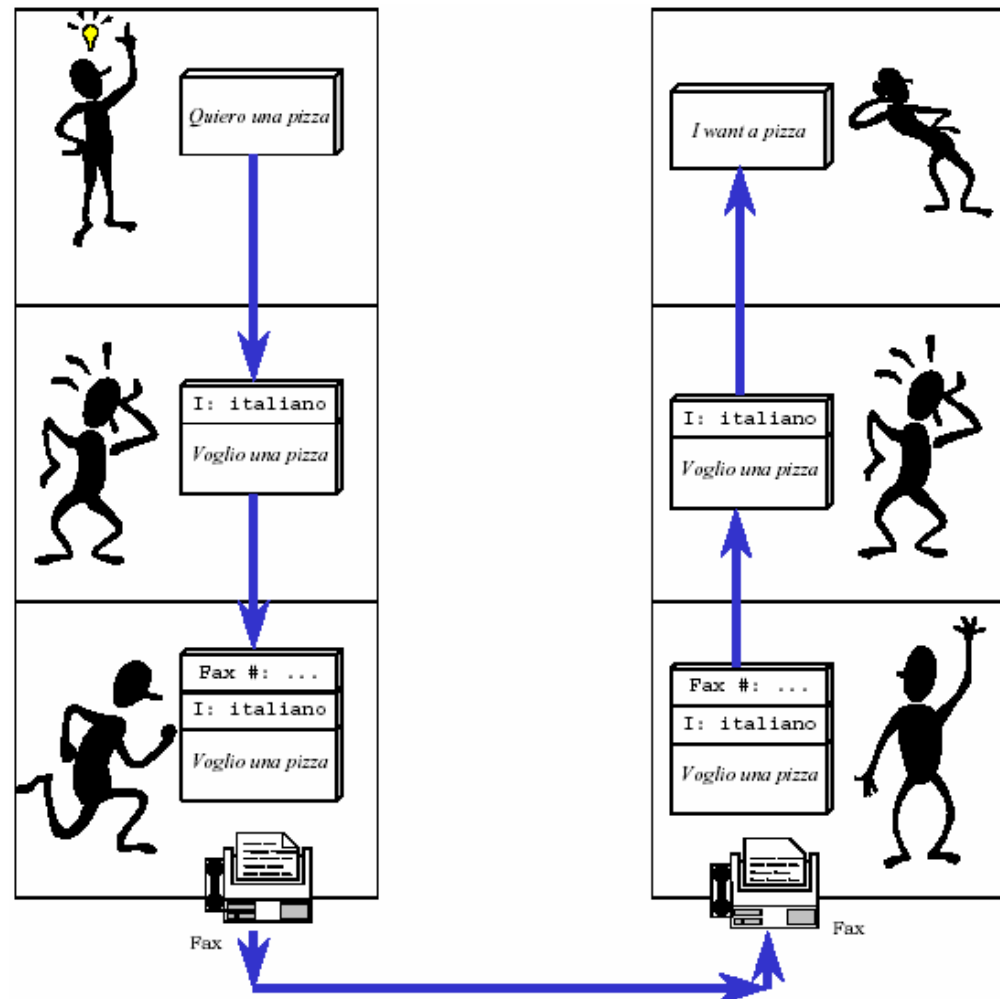 Quiero una pizza
I: italiano
Voglio una pizza
Fax #: ...
I: italiano
Voglio una pizza
Fax
I want a pizza
I: italiano
Voglio una pizza
Fax #: ...
I: italiano
Voglio una pizza
Fax